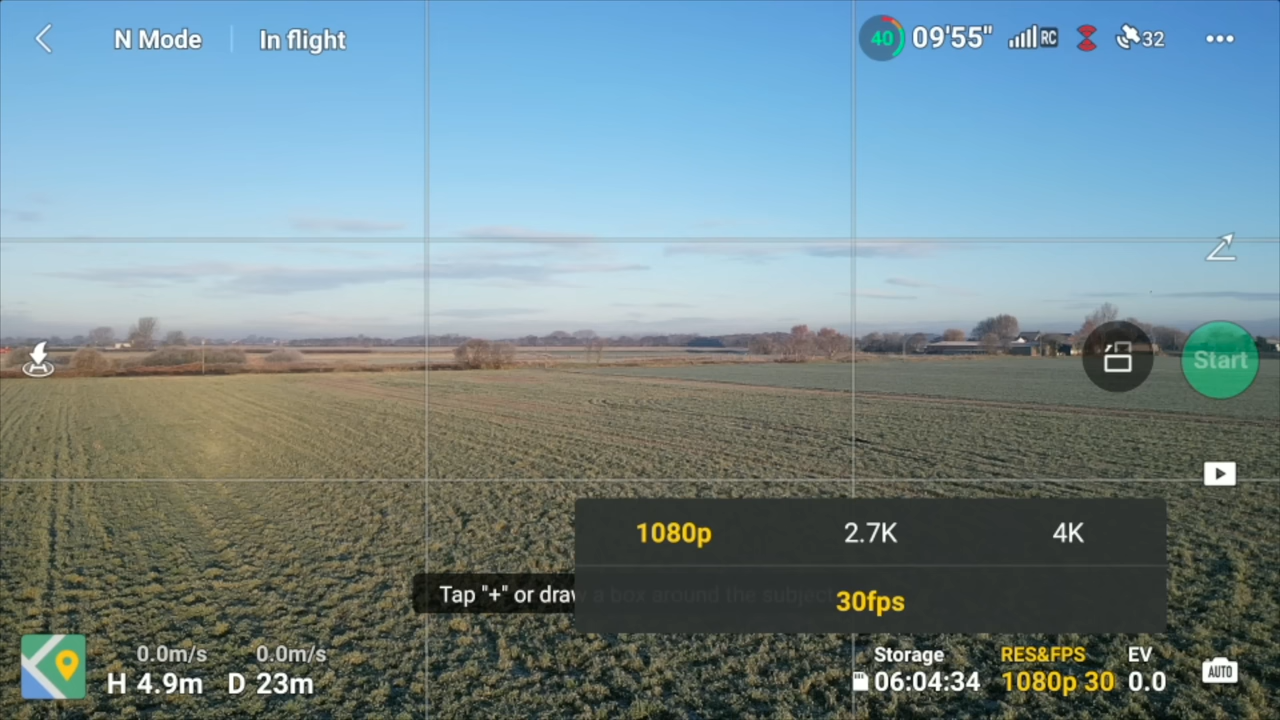 N Mode
In flight
40
09'55"
RC
32
Start
1080p
2.7K
4K
Tap "+" or draw a box around the subject
30fps
0.0m/s
0.0m/s
H 4.9m
D 23m
Storage
06:04:34
RES&FPS
1080p 30
EV
0.0
AUTO